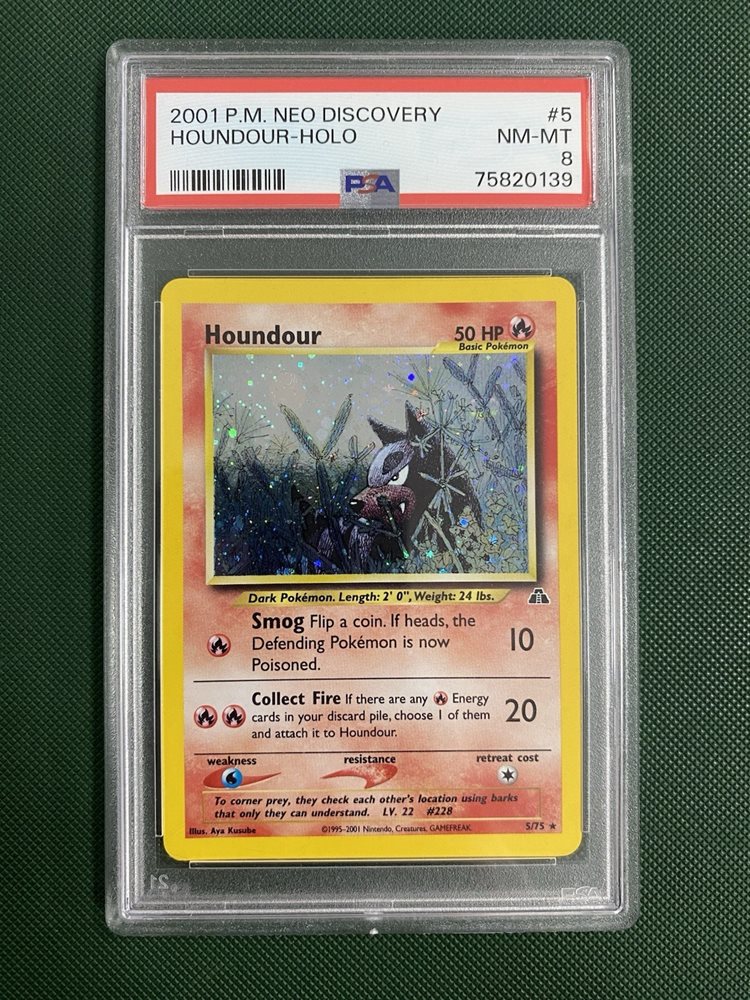 2001 P.M. NEO DISCOVERY #5
HOUNDOUR-HOLO NM-MT
8
PSA 75820139
Houndour 50 HP
Basic Pokémon
Dark Pokémon. Length: 2' 0", Weight: 24 lbs.
Smog Flip a coin. If heads, the
Defending Pokémon is now
Poisoned.
10
Collect Fire If there are any Energy
cards in your discard pile, choose 1 of them
and attach it to Houndour.
20
weakness resistance retreat cost
To corner prey, they check each other's location using barks
that only they can understand. LV. 22 #228
Illus. Aya Kusube ©1995-2001 Nintendo, Creatures, GAMEFREAK. 5/75
PSA